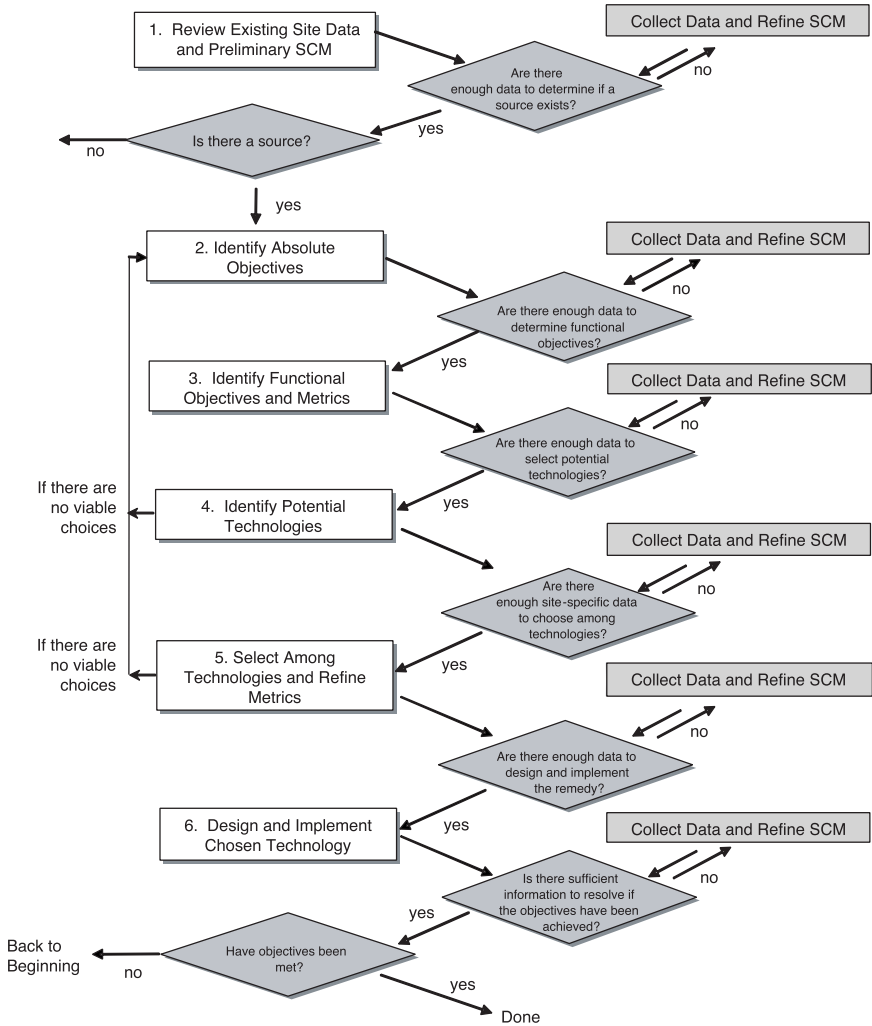 1. Review Existing Site Data
and Preliminary SCM
Collect Data and Refine SCM
no
Are there
enough data to determine if a
source exists?
yes
Is there a source?
no
yes
2. Identify Absolute
Objectives
Collect Data and Refine SCM
no
Are there enough data to
determine functional
objectives?
yes
3. Identify Functional
Objectives and Metrics
Collect Data and Refine SCM
no
Are there enough data to
select potential
technologies?
yes
If there are
no viable
choices
4. Identify Potential
Technologies
Collect Data and Refine SCM
no
Are there
enough site-specific data
to choose among
technologies?
yes
If there are
no viable
choices
5. Select Among
Technologies and Refine
Metrics
Collect Data and Refine SCM
no
Are there enough data to
design and implement
the remedy?
yes
6. Design and Implement
Chosen Technology
Collect Data and Refine SCM
no
Is there sufficient
information to resolve if
the objectives have been
achieved?
yes
Have objectives been
met?
Back to
Beginning
no
yes
Done